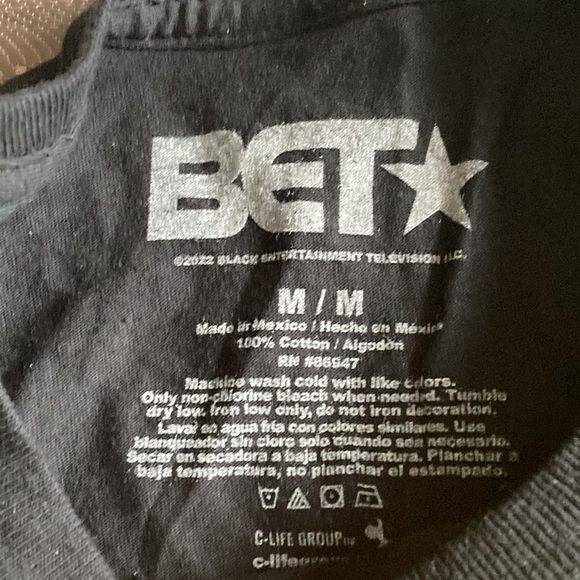 BET
©2022 BLACK ENTERTAINMENT TELEVISION LLC.
M / M
Made in Mexico / Hecho en México
100% Cotton / Algodón
RN #86947
Machine wash cold with like colors.
Only non-chlorine bleach when needed. Tumble
dry low. Iron low only, do not iron decoration.
Lavar en agua fria con colores similares. Use
blanqueador sin cloro solo cuando sea necesario.
Secar en secadora a baja temperatura. Planchar a
baja temperatura, no planchar el estampado.
C-LIFE GROUP